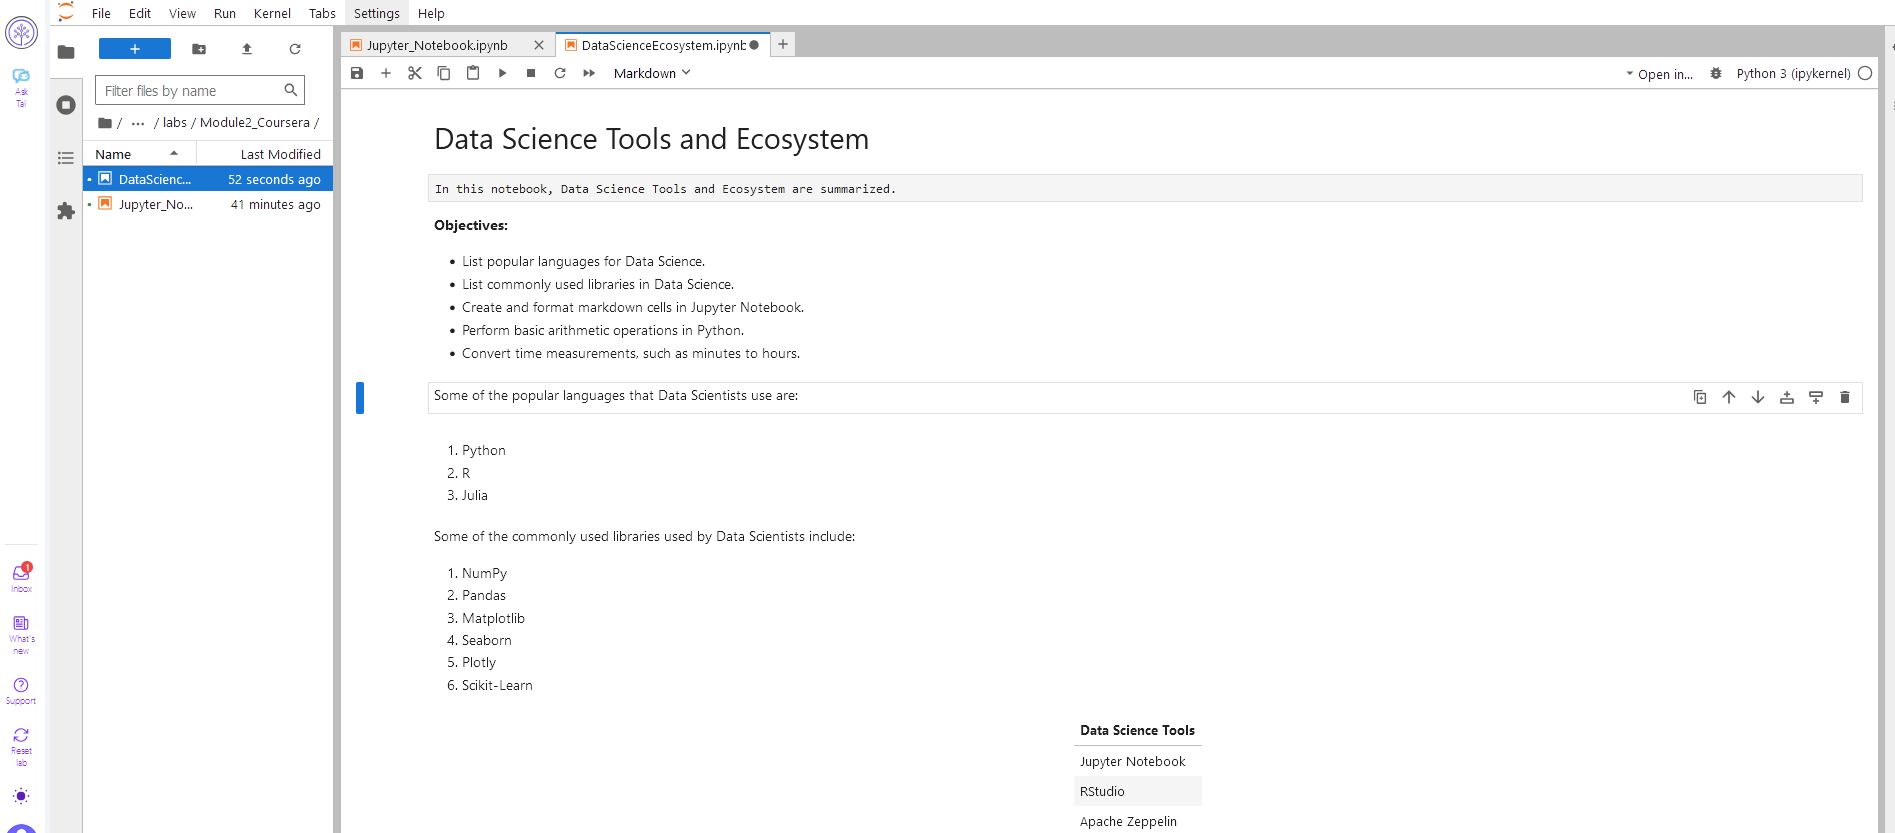 File Edit View Run Kernel Tabs Settings Help
Ask
Tai
Filter files by name
/ ... / labs / Module2_Coursera /
Name Last Modified
DataScienc... 52 seconds ago
Jupyter_No... 41 minutes ago
Inbox
1
What's
new
Support
Reset
lab
Jupyter_Notebook.ipynb
DataScienceEcosystem.ipynb
Markdown
Open in...
Python 3 (ipykernel)
Data Science Tools and Ecosystem
In this notebook, Data Science Tools and Ecosystem are summarized.
Objectives:
• List popular languages for Data Science.
• List commonly used libraries in Data Science.
• Create and format markdown cells in Jupyter Notebook.
• Perform basic arithmetic operations in Python.
• Convert time measurements, such as minutes to hours.
Some of the popular languages that Data Scientists use are:
1. Python
2. R
3. Julia
Some of the commonly used libraries used by Data Scientists include:
1. NumPy
2. Pandas
3. Matplotlib
4. Seaborn
5. Plotly
6. Scikit-Learn
Data Science Tools
Jupyter Notebook
RStudio
Apache Zeppelin